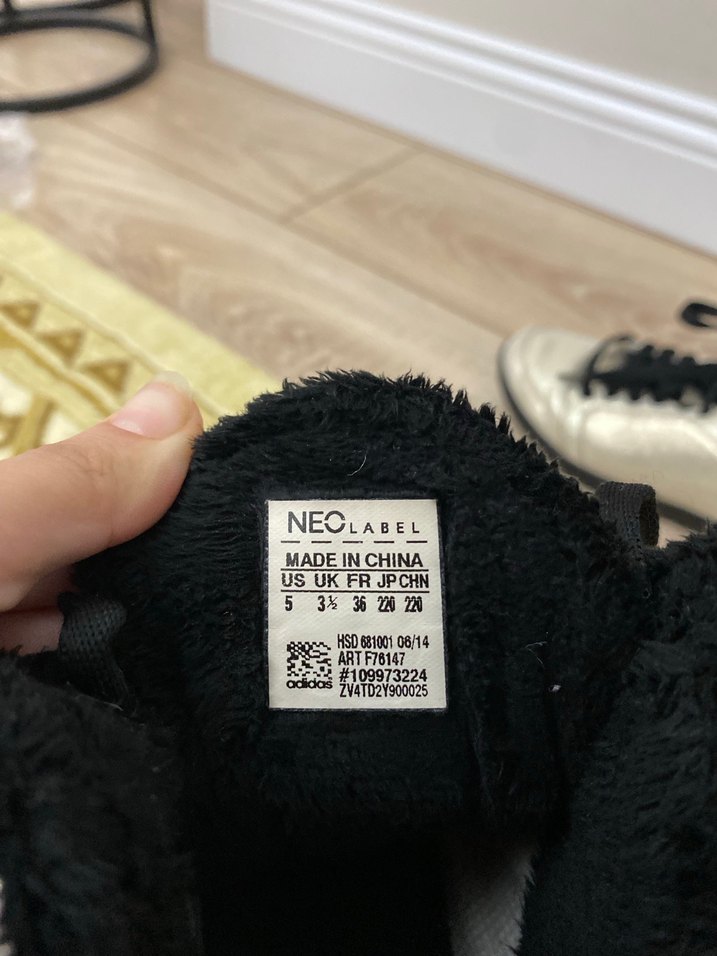 NEO LABEL
MADE IN CHINA
US UK FR JP CHN
5 3½ 36 220 220
HSD 681001 06/14
ART F76147
#109973224
ZV4TD2Y900025
adidas